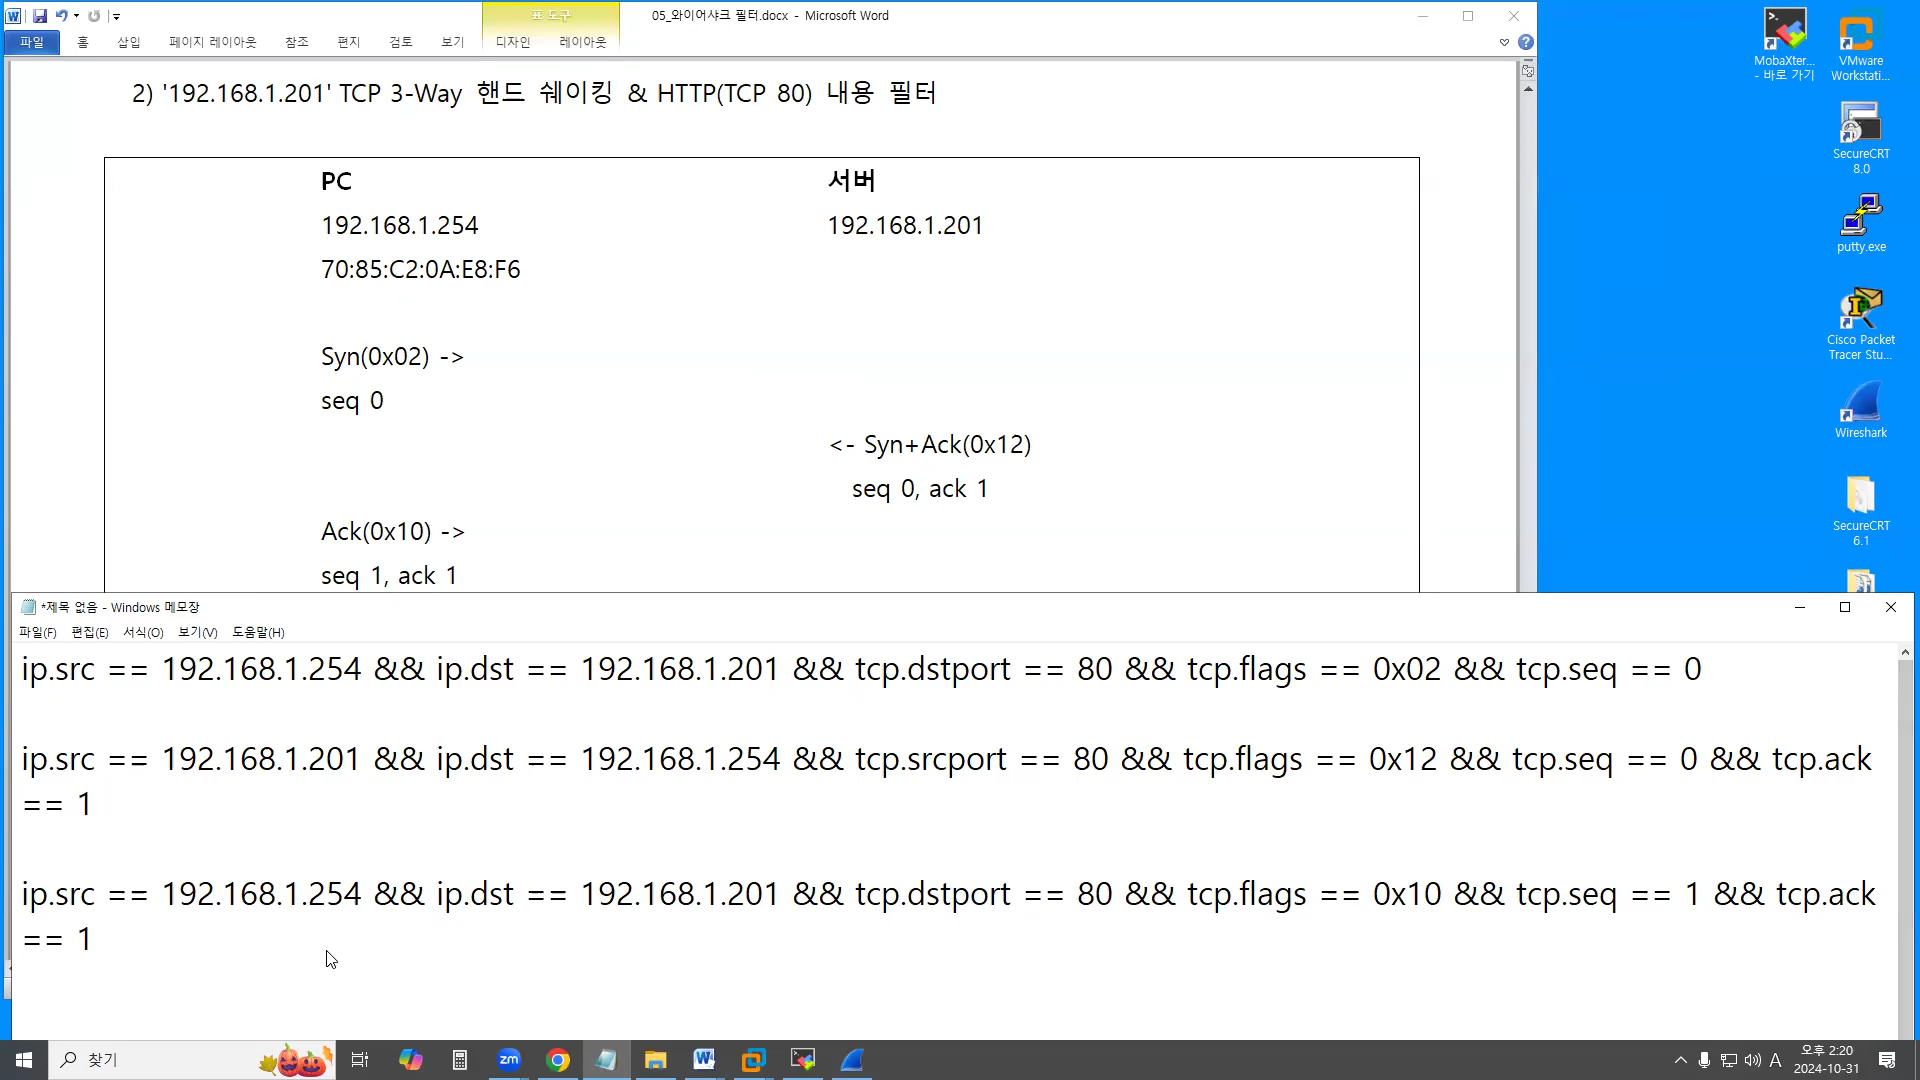 표 도구
05_와이어샤크 필터.docx - Microsoft Word
파일 홈 삽입 페이지 레이아웃 참조 편지 검토 보기 디자인 레이아웃
2) '192.168.1.201' TCP 3-Way 핸드 쉐이킹 & HTTP(TCP 80) 내용 필터
PC 서버
192.168.1.254 192.168.1.201
70:85:C2:0A:E8:F6
Syn(0x02) ->
seq 0
<- Syn+Ack(0x12)
seq 0, ack 1
Ack(0x10) ->
seq 1, ack 1
*제목 없음 - Windows 메모장
파일(F) 편집(E) 서식(O) 보기(V) 도움말(H)
ip.src == 192.168.1.254 && ip.dst == 192.168.1.201 && tcp.dstport == 80 && tcp.flags == 0x02 && tcp.seq == 0
ip.src == 192.168.1.201 && ip.dst == 192.168.1.254 && tcp.srcport == 80 && tcp.flags == 0x12 && tcp.seq == 0 && tcp.ack
== 1
ip.src == 192.168.1.254 && ip.dst == 192.168.1.201 && tcp.dstport == 80 && tcp.flags == 0x10 && tcp.seq == 1 && tcp.ack
== 1
MobaXter...
- 바로 가기
VMware
Workstati...
SecureCRT
8.0
putty.exe
Cisco Packet
Tracer Stu...
Wireshark
SecureCRT
6.1
찾기
zm
A
오후 2:20
2024-10-31